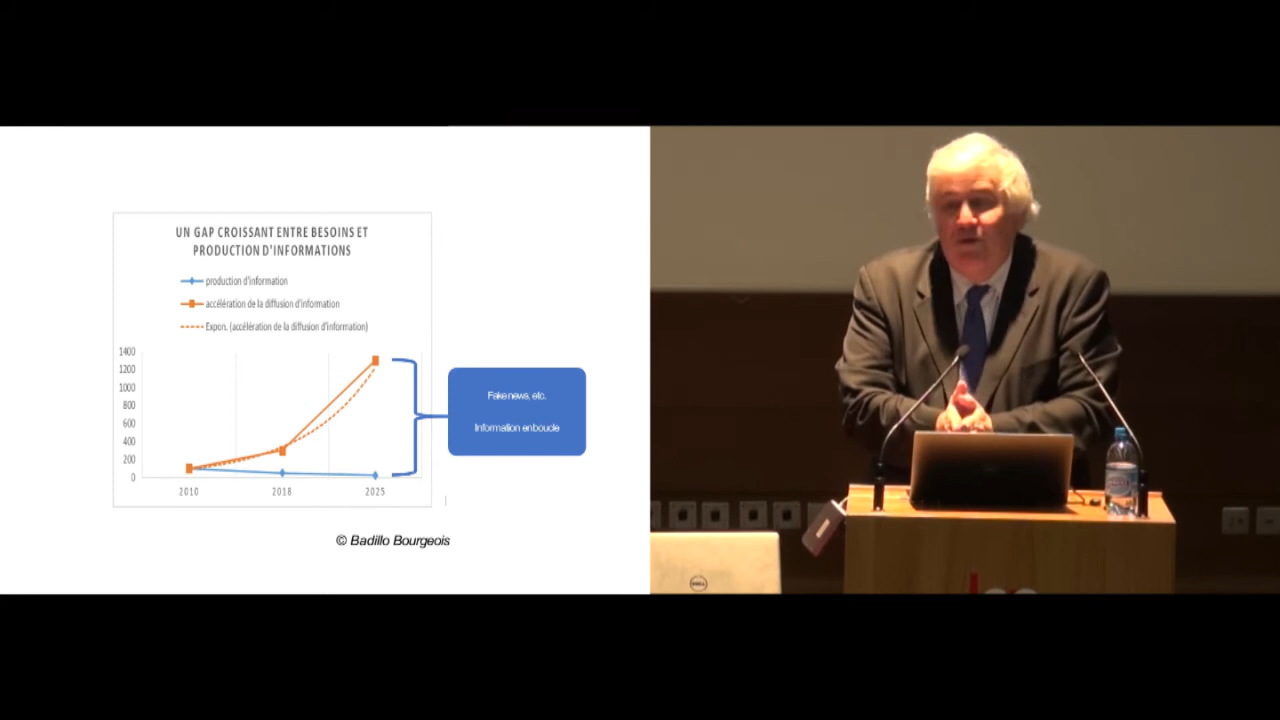 UN GAP CROISSANT ENTRE BESOINS ET
PRODUCTION D'INFORMATIONS
production d'information
accélération de la diffusion d'information
Expon. (accélération de la diffusion d'information)
1400
1200
1000
800
600
400
200
0
2010
2018
2025
Fake news, etc.
Information en boucle
© Badillo Bourgeois
DELL